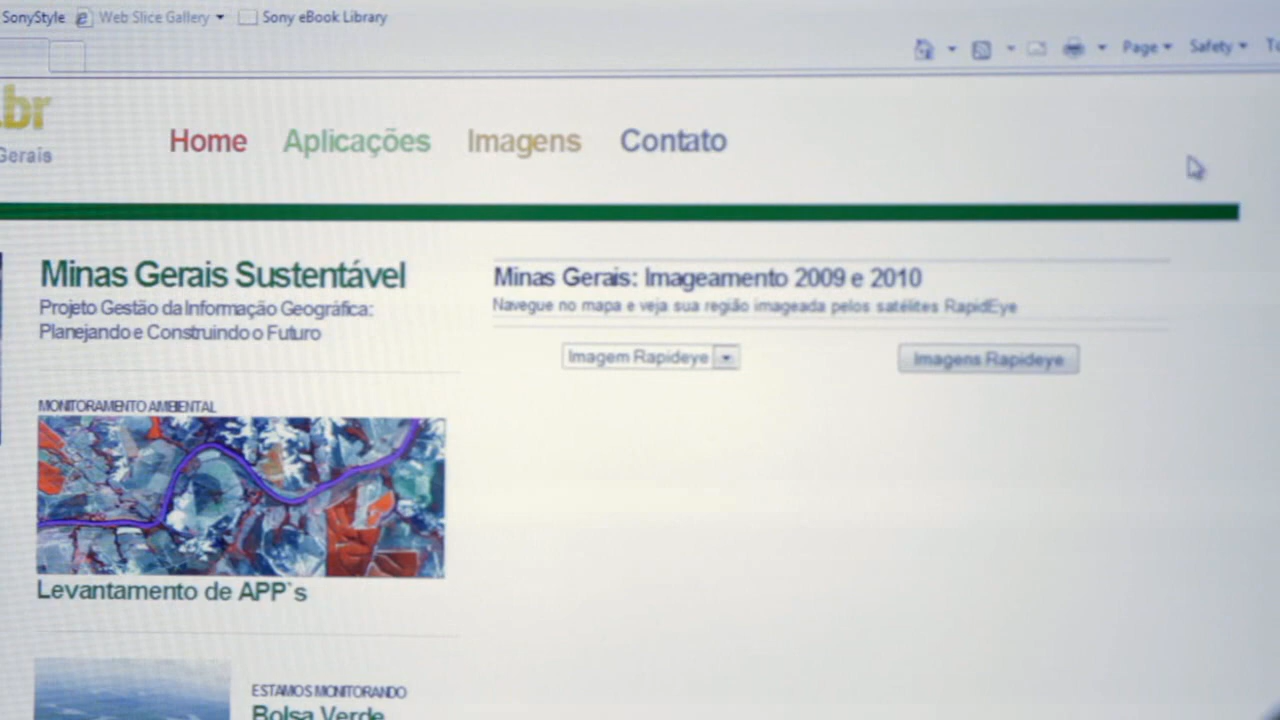 SonyStyle Web Slice Gallery Sony eBook Library
Page Safety
.br
Gerais
Home Aplicações Imagens Contato
Minas Gerais Sustentável
Projeto Gestão da Informação Geográfica:
Planejando e Construindo o Futuro
Minas Gerais: Imageamento 2009 e 2010
Navegue no mapa e veja sua região imageada pelos satélites RapidEye
Imagem Rapideye Imagens Rapideye
MONITORAMENTO AMBIENTAL
Levantamento de APP`s
ESTAMOS MONITORANDO
Bolsa Verde